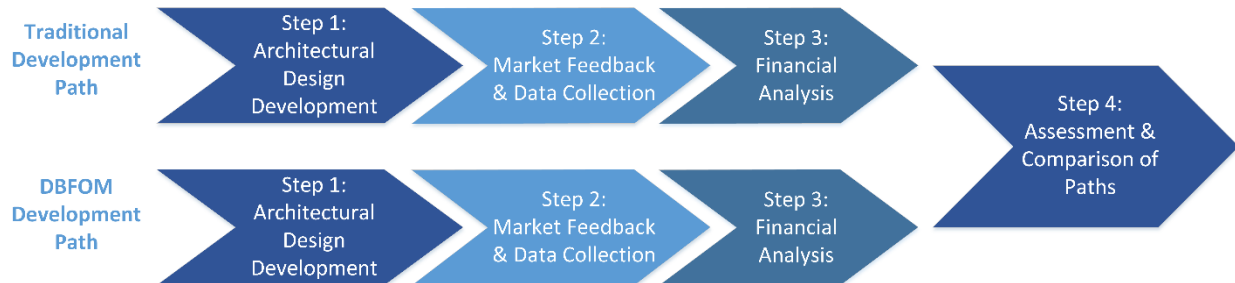 Traditional
Development
Path
Step 1:
Architectural
Design
Development
Step 2:
Market Feedback
& Data Collection
Step 3:
Financial
Analysis
DBFOM
Development
Path
Step 1:
Architectural
Design
Development
Step 2:
Market Feedback
& Data Collection
Step 3:
Financial
Analysis
Step 4:
Assessment &
Comparison of
Paths